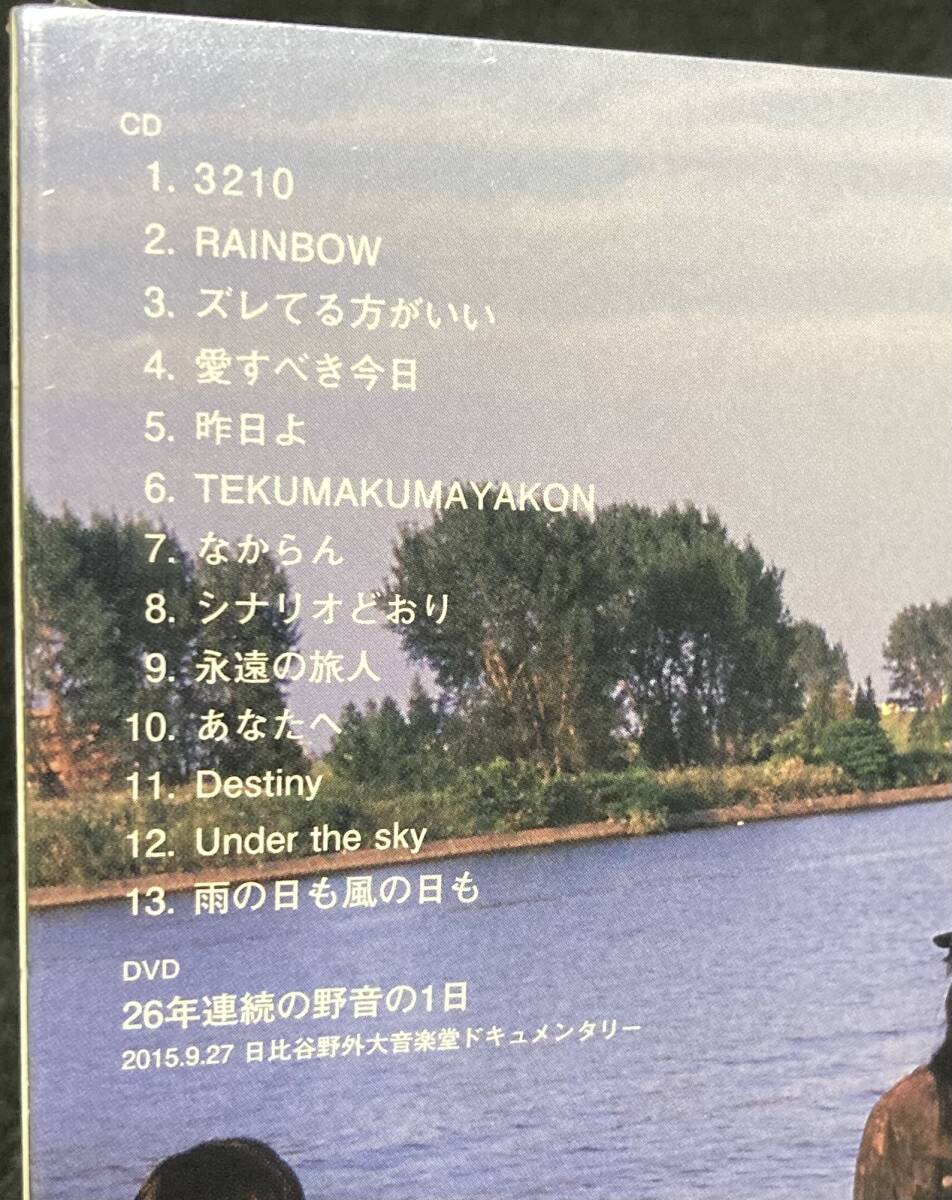 CD
1. 3210
2. RAINBOW
3. ズレてる方がいい
4. 愛すべき今日
5. 昨日よ
6. TEKUMAKUMAYAKON
7. なからん
8. シナリオどおり
9. 永遠の旅人
10. あなたへ
11. Destiny
12. Under the sky
13. 雨の日も風の日も
DVD
26年連続の野音の1日
2015.9.27 日比谷野外大音楽堂ドキュメンタリー